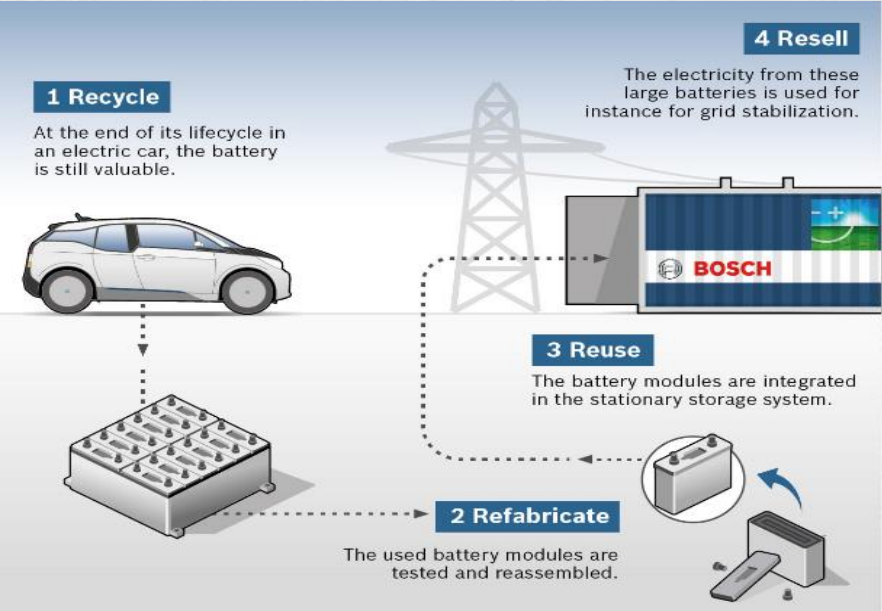 1 Recycle
At the end of its lifecycle in
an electric car, the battery
is still valuable.
2 Refabricate
The used battery modules are
tested and reassembled.
3 Reuse
The battery modules are integrated
in the stationary storage system.
4 Resell
The electricity from these
large batteries is used for
instance for grid stabilization.
- +
BOSCH